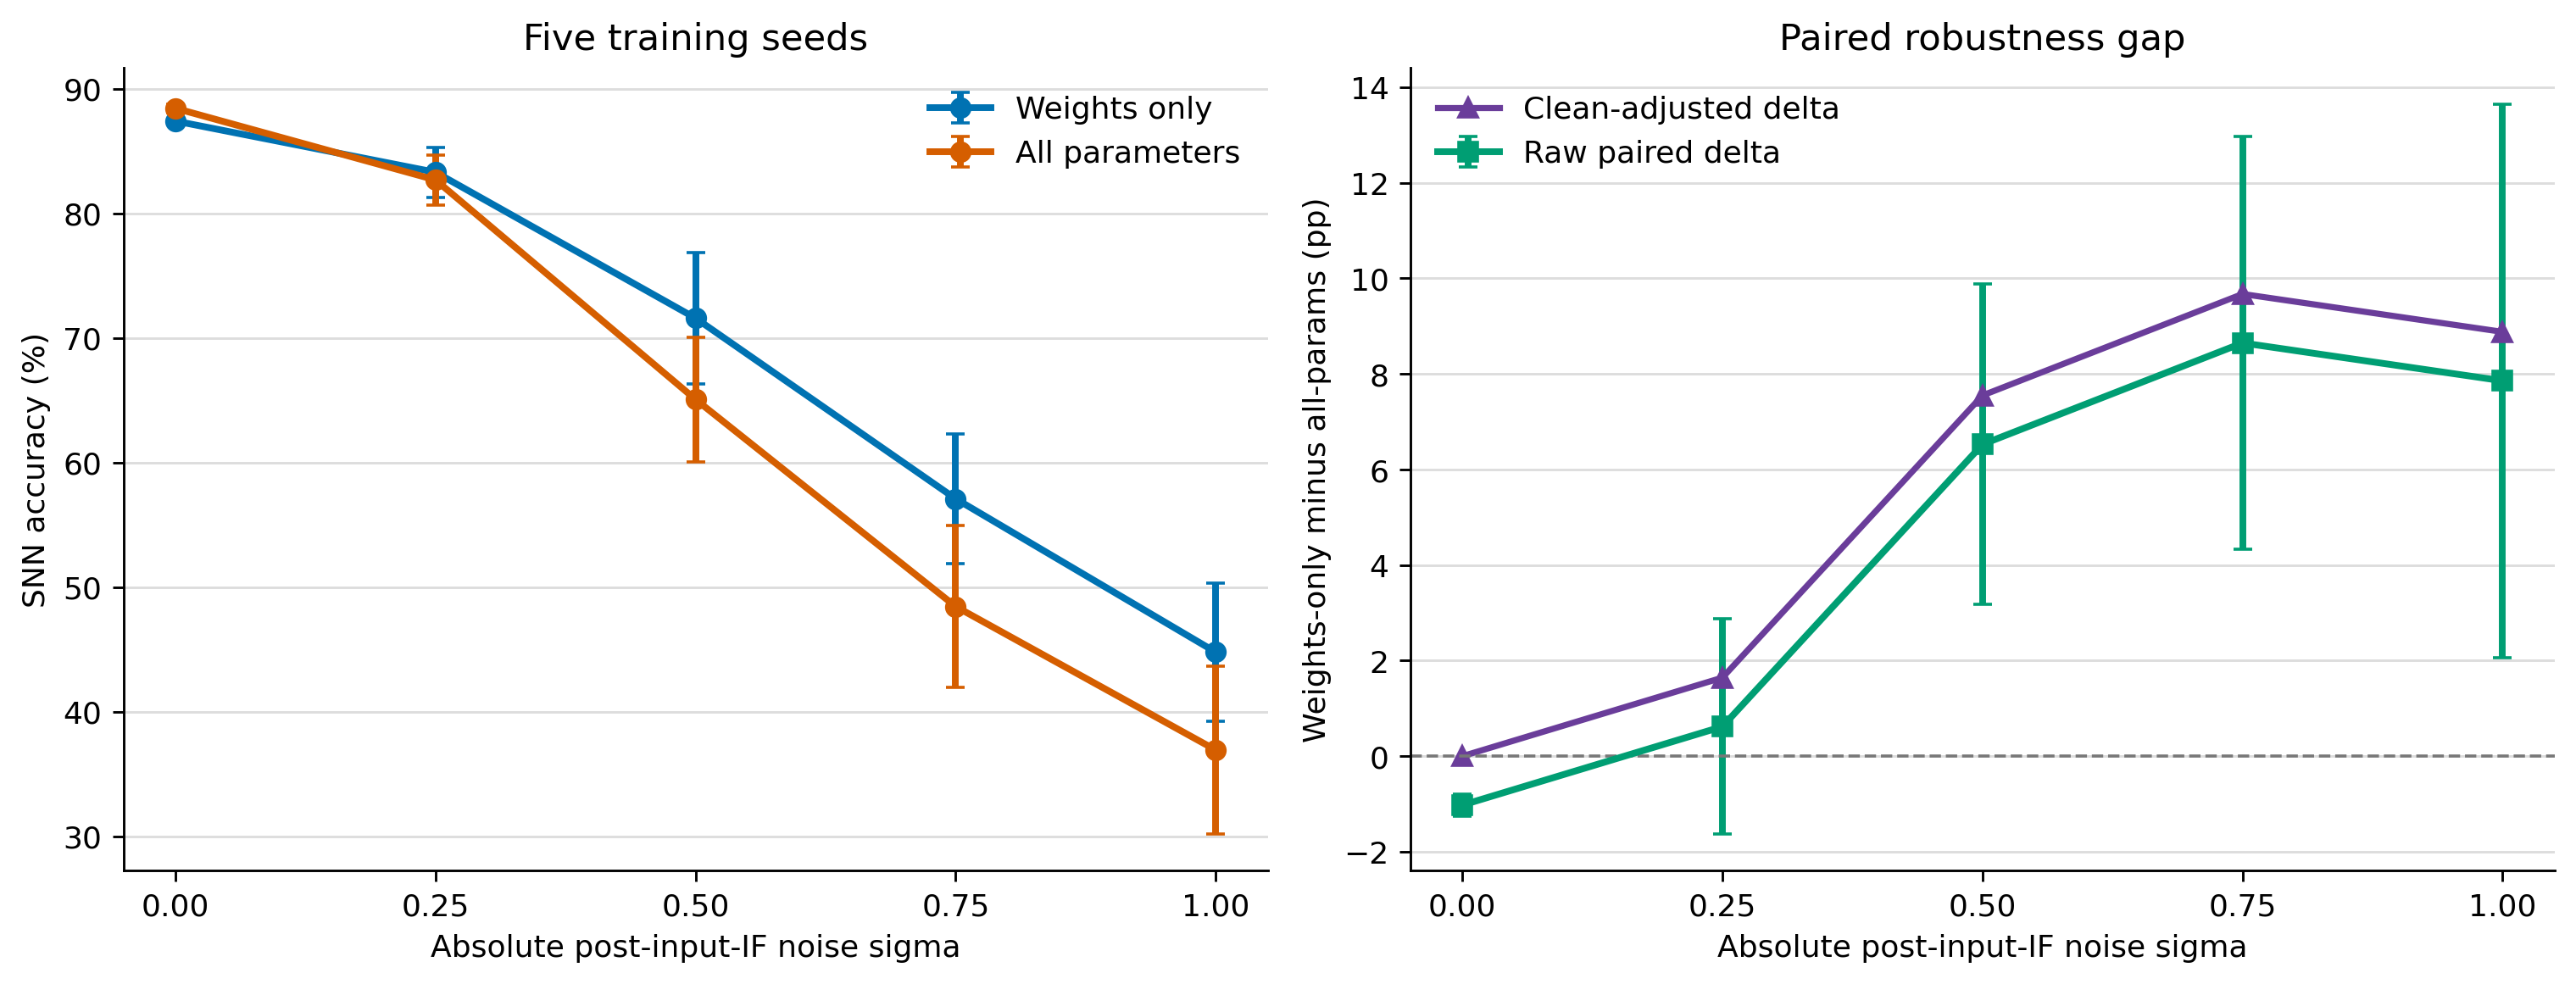 Five training seeds
SNN accuracy (%)
90
80
70
60
50
40
30
Weights only
All parameters
0.00
0.25
0.50
0.75
1.00
Absolute post-input-IF noise sigma
Paired robustness gap
Weights-only minus all-params (pp)
14
12
10
8
6
4
2
0
−2
Clean-adjusted delta
Raw paired delta
0.00
0.25
0.50
0.75
1.00
Absolute post-input-IF noise sigma